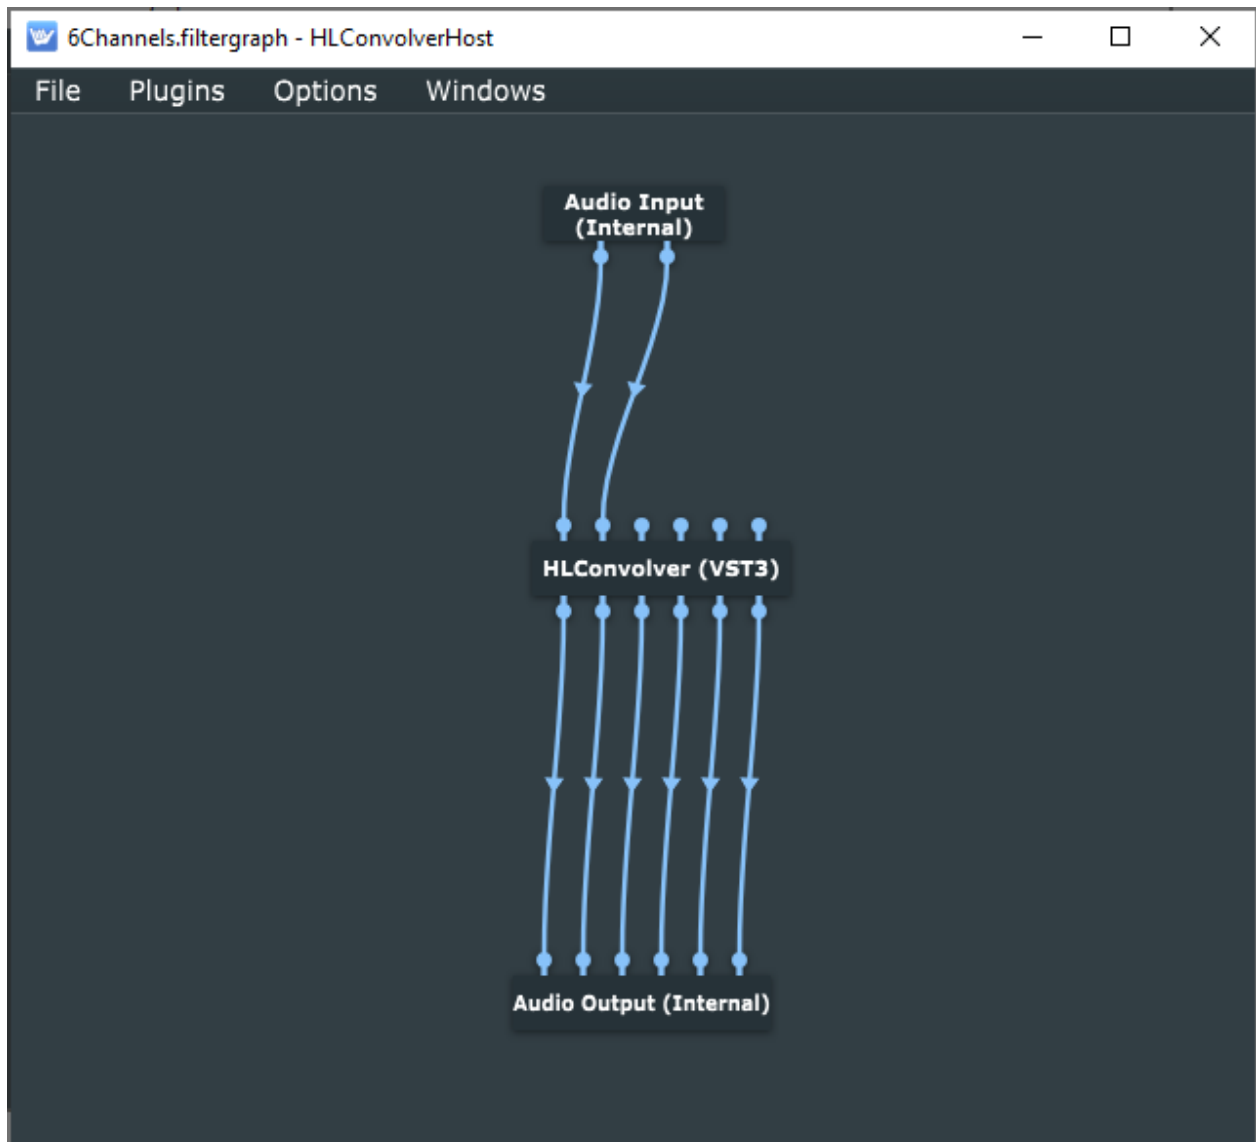 6Channels.filtergraph - HLConvolverHost
File Plugins Options Windows
Audio Input
(Internal)
HLConvolver (VST3)
Audio Output (Internal)